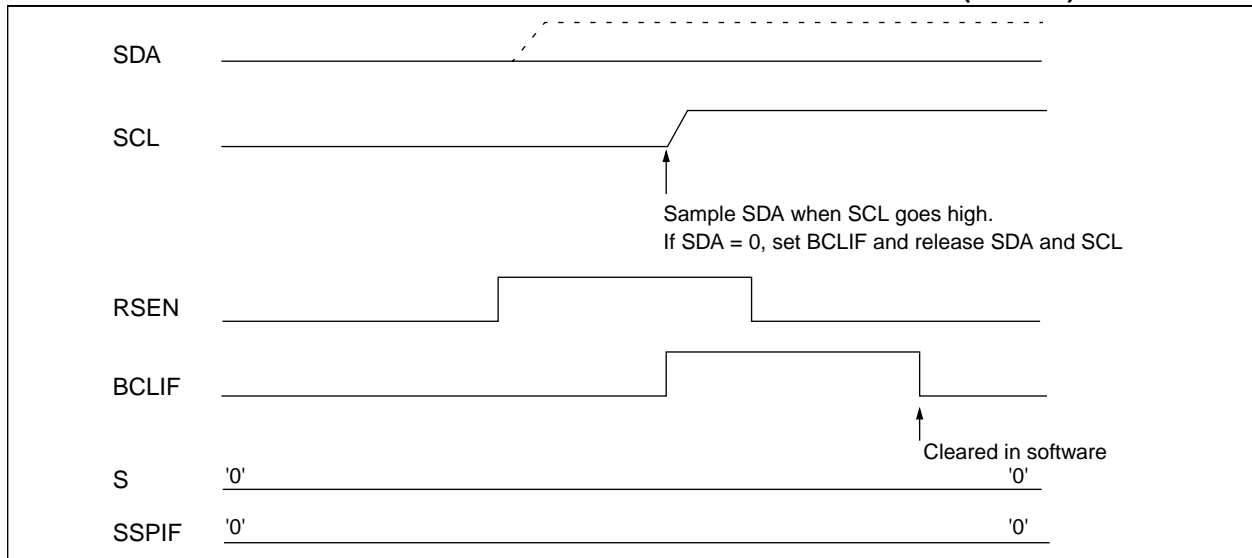 SDA
SCL
Sample SDA when SCL goes high.
If SDA = 0, set BCLIF and release SDA and SCL
RSEN
BCLIF
Cleared in software
S '0' '0'
SSPIF '0' '0'